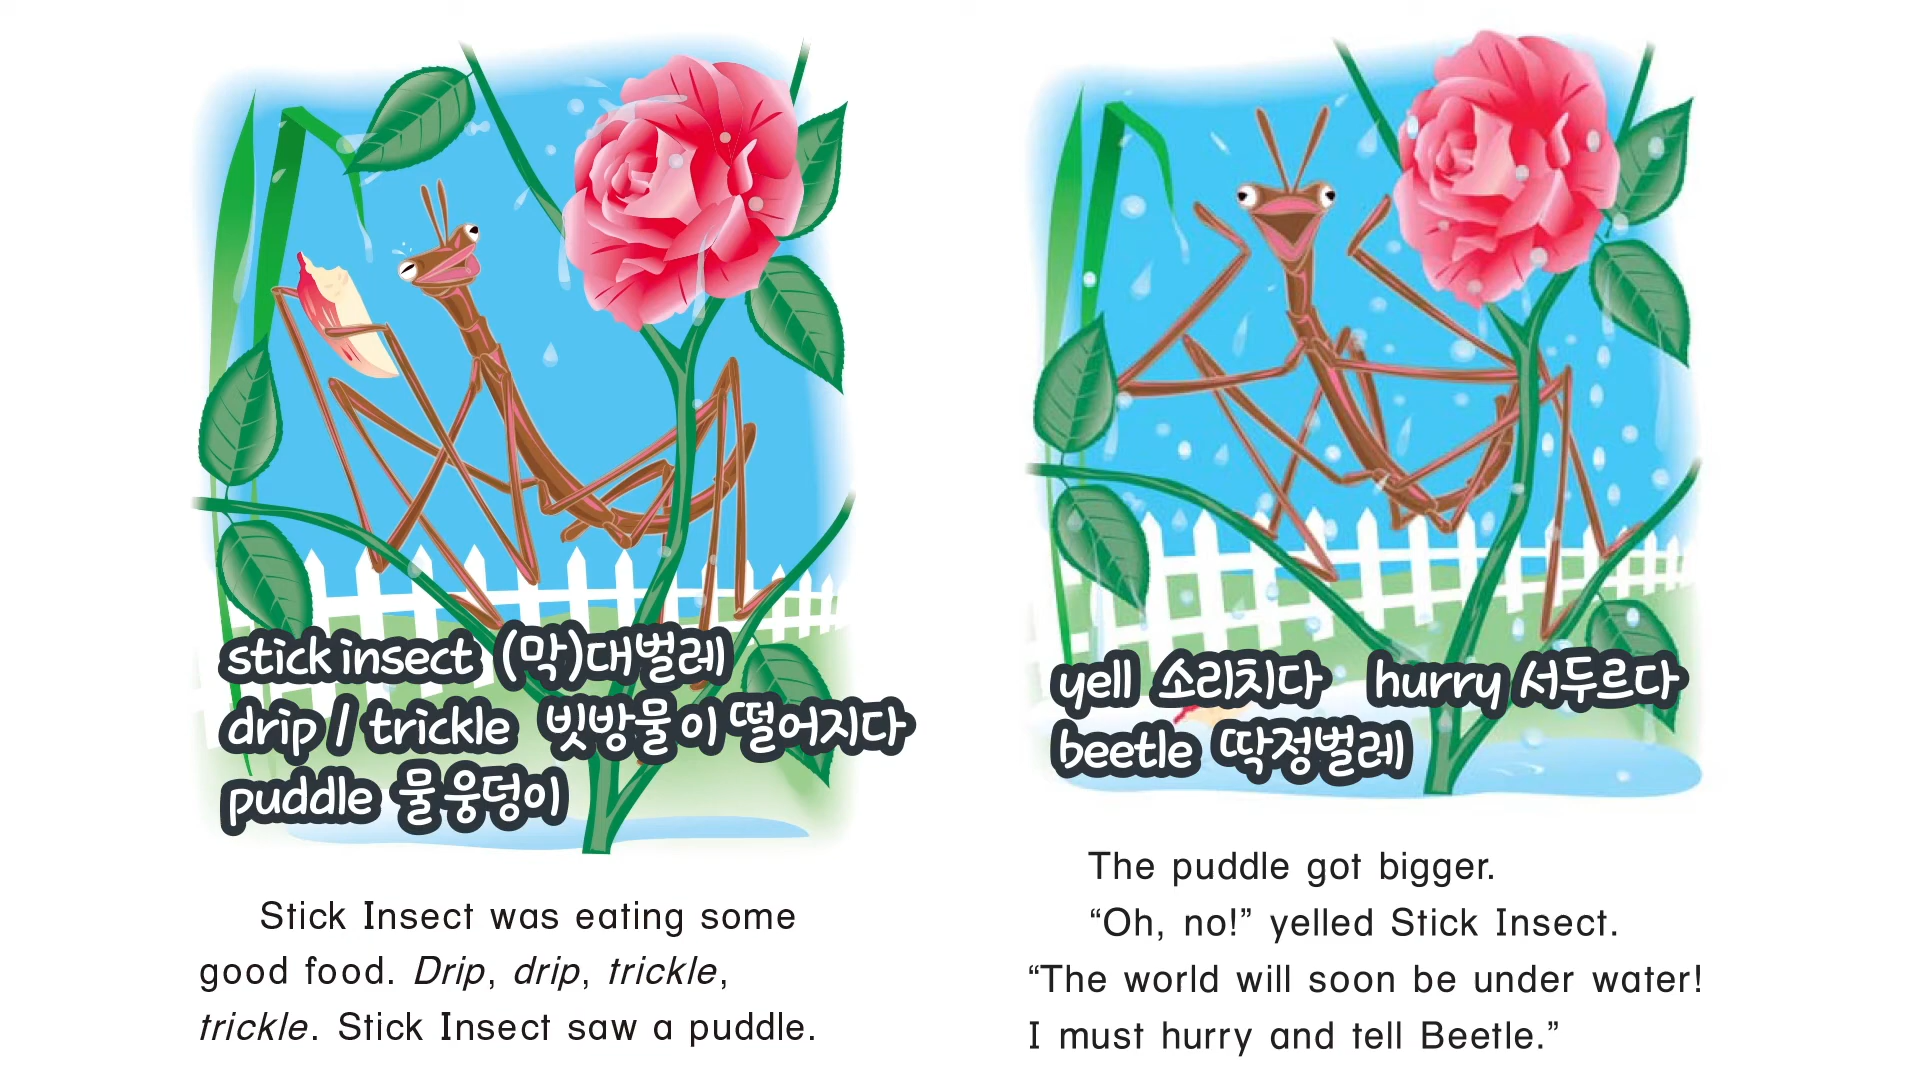 stick insect (막)대벌레
drip / trickle 빗방물이 떨어지다
puddle 물웅덩이
Stick Insect was eating some
good food. Drip, drip, trickle,
trickle. Stick Insect saw a puddle.
yell 소리치다 hurry 서두르다
beetle 딱정벌레
The puddle got bigger.
“Oh, no!” yelled Stick Insect.
“The world will soon be under water!
I must hurry and tell Beetle.”